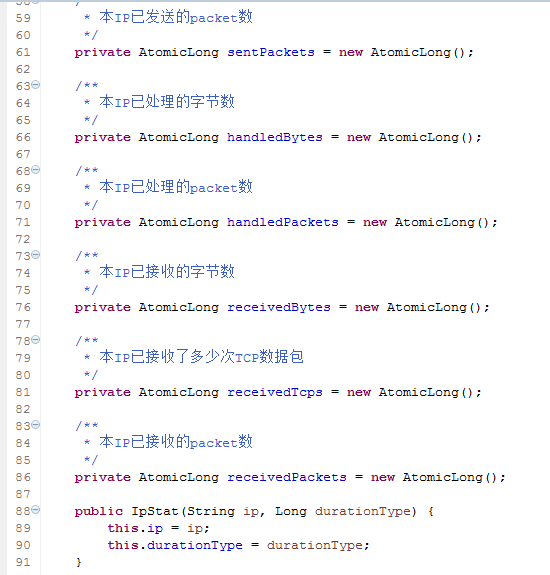 59 * 本IP已发送的packet数
60 */
61 private AtomicLong sentPackets = new AtomicLong();
62
63 /**
64 * 本IP已处理的字节数
65 */
66 private AtomicLong handledBytes = new AtomicLong();
67
68 /**
69 * 本IP已处理的packet数
70 */
71 private AtomicLong handledPackets = new AtomicLong();
72
73 /**
74 * 本IP已接收的字节数
75 */
76 private AtomicLong receivedBytes = new AtomicLong();
77
78 /**
79 * 本IP已接收了多少次TCP数据包
80 */
81 private AtomicLong receivedTcps = new AtomicLong();
82
83 /**
84 * 本IP已接收的packet数
85 */
86 private AtomicLong receivedPackets = new AtomicLong();
87
88 public IpStat(String ip, Long durationType) {
89 this.ip = ip;
90 this.durationType = durationType;
91 }